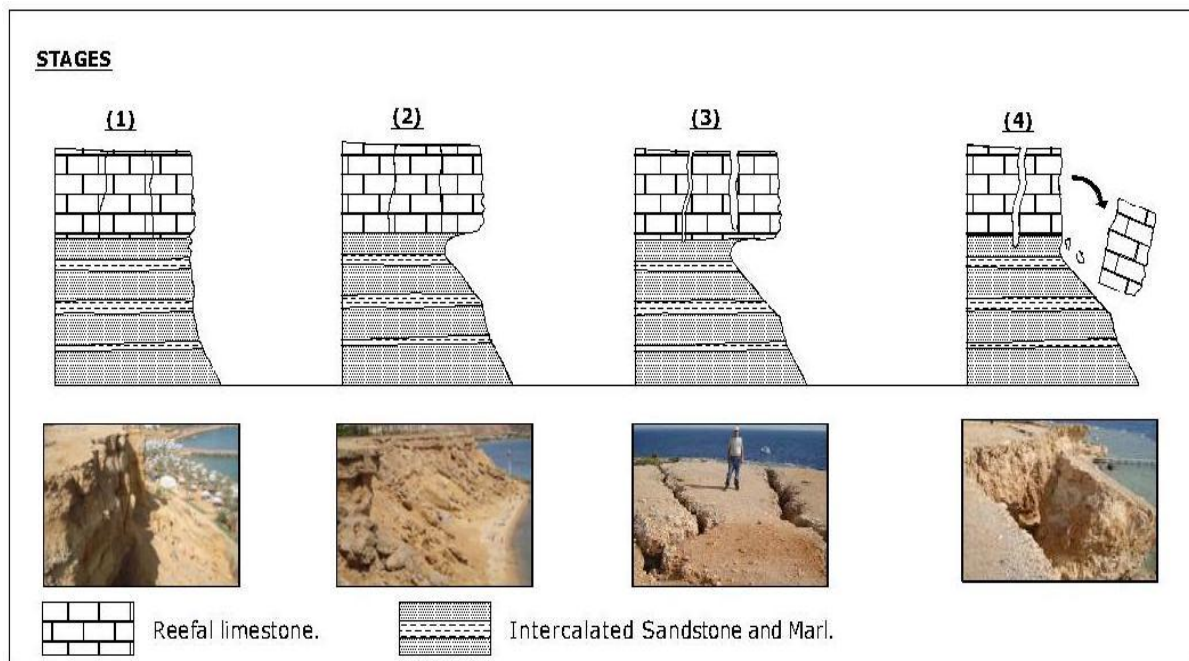 STAGES
(1)
(2)
(3)
(4)
Reefal limestone.
Intercalated Sandstone and Marl.